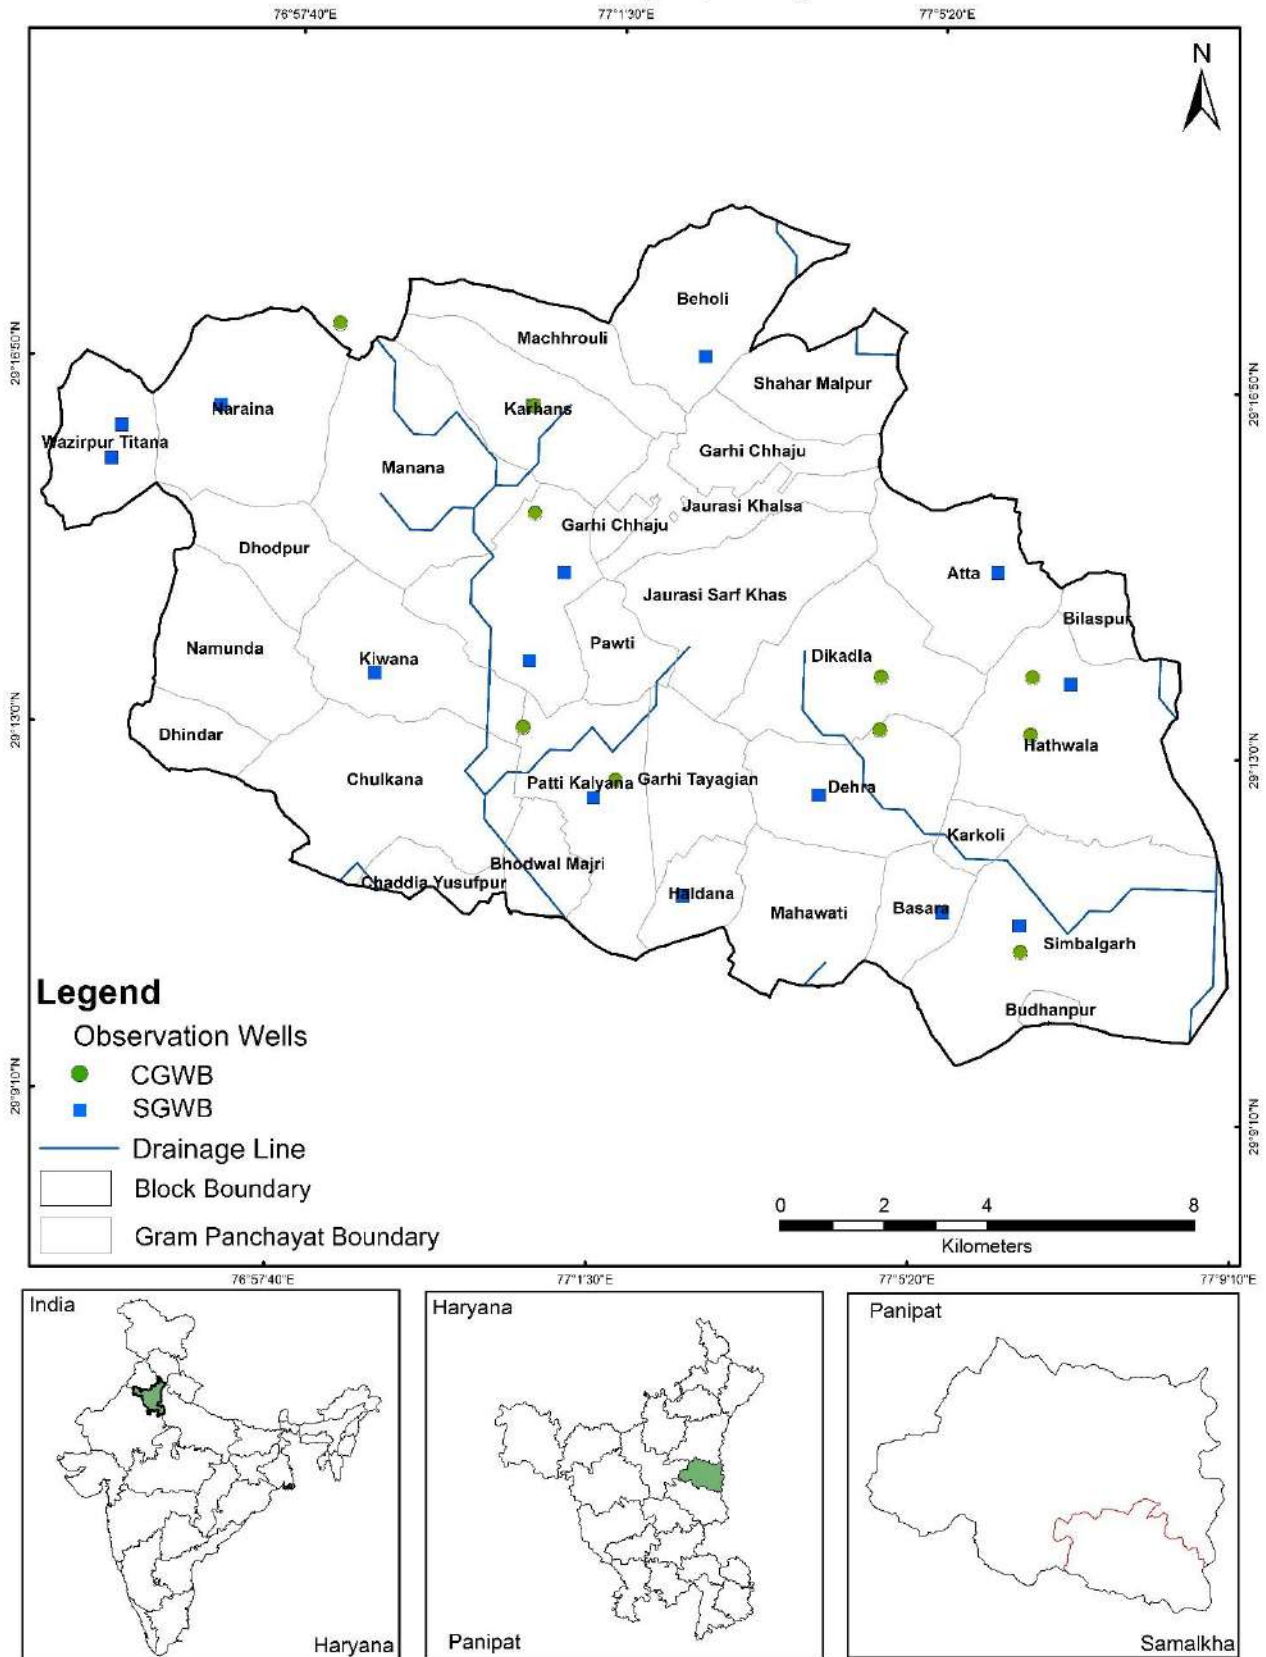 76°57'40"E
77°1'30"E
77°5'20"E
N
Beholi
Machhrouli
29°16'50"N
29°16'50"N
Shahar Malpur
Naraina
Karhans
Wazirpur Titana
Garhi Chhaju
Manana
Jaurasi Khalsa
Garhi Chhaju
Dhodpur
Atta
Jaurasi Sarf Khas
Bilaspur
Namunda
Pawti
Kiwana
Dikadla
29°13'0"N
29°13'0"N
Dhindar
Hathwala
Chulkana
Patti Kalyana
Garhi Tayagian
Dehra
Karkoli
Bhodwal Majri
Chaddia Yusufpur
Haldana
Mahawati
Basara
Simbalgarh
Budhanpur
Legend
Observation Wells
CGWB
SGWB
Drainage Line
Block Boundary
Gram Panchayat Boundary
29°9'10"N
29°9'10"N
0 2 4 8
Kilometers
76°57'40"E
77°1'30"E
77°5'20"E
77°9'10"E
India
Haryana
Haryana
Panipat
Panipat
Samalkha